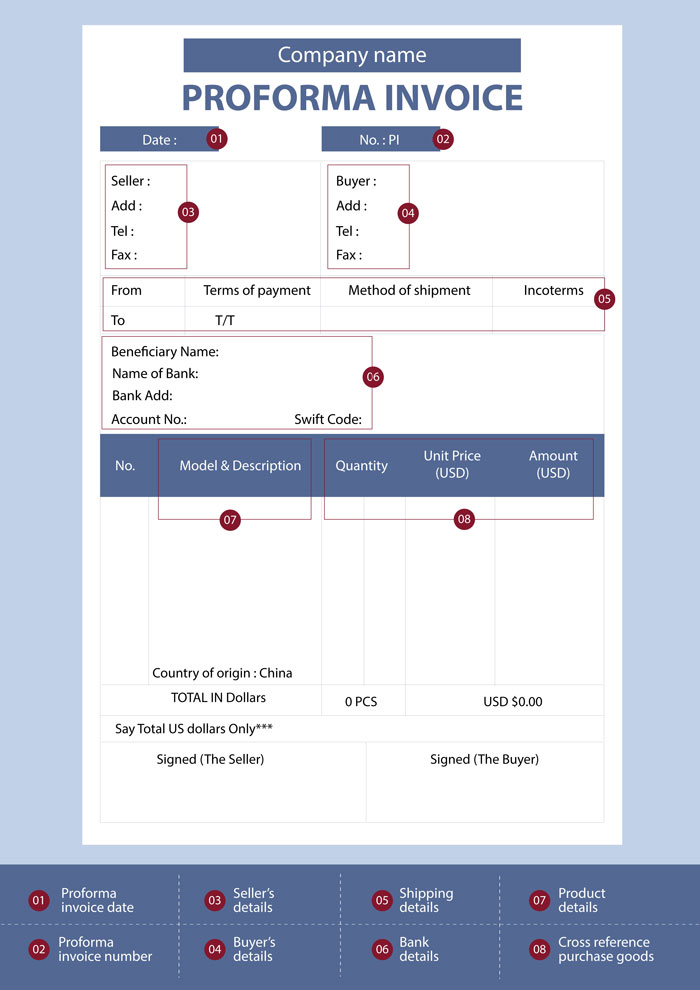 Company name
PROFORMA INVOICE
Date : 01
No. : PI 02
Seller :
Add :
Tel :
Fax :
03
Buyer :
Add :
Tel :
Fax :
04
From Terms of payment Method of shipment Incoterms
05
To T/T
Beneficiary Name:
Name of Bank:
Bank Add:
Account No.: Swift Code:
06
No. Model & Description Quantity Unit Price (USD) Amount (USD)
07 08
Country of origin : China
TOTAL IN Dollars 0 PCS USD $0.00
Say Total US dollars Only***
Signed (The Seller) Signed (The Buyer)
01 Proforma
invoice date
03 Seller's
details
05 Shipping
details
07 Product
details
02 Proforma
invoice number
04 Buyer's
details
06 Bank
details
08 Cross reference
purchase goods